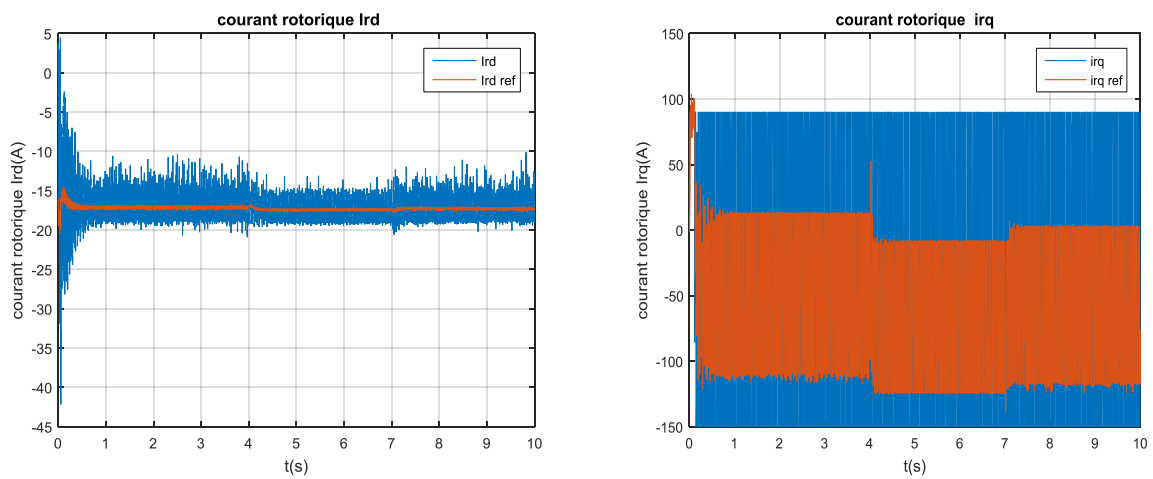 courant rotorique Ird
5
0
-5
-10
-15
-20
-25
-30
-35
-40
-45
courant rotorique Ird(A)
Ird
Ird ref
0 1 2 3 4 5 6 7 8 9 10
t(s)
courant rotorique  irq
150
100
50
0
-50
-100
-150
courant rotorique Irq(A)
irq
irq ref
0 1 2 3 4 5 6 7 8 9 10
t(s)